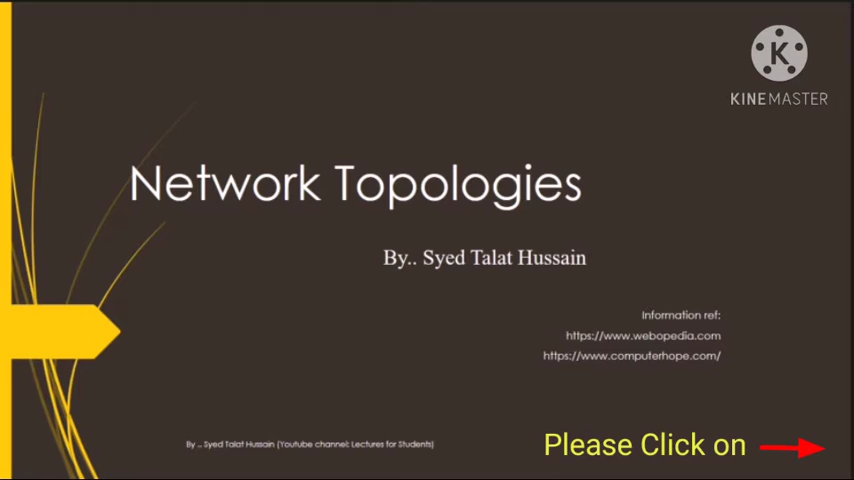 K
KINEMASTER
Network Topologies
By.. Syed Talat Hussain
Information ref:
https://www.webopedia.com
https://www.computerhope.com/
By .. Syed Talat Hussain (Youtube channel: Lectures for Students)
Please Click on